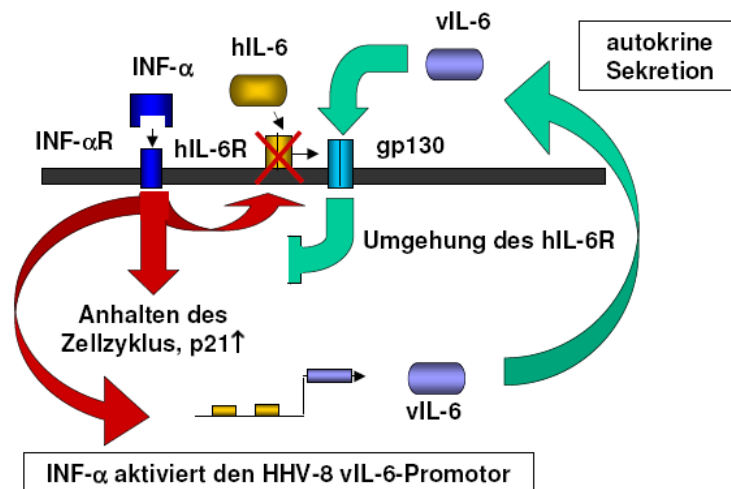 vIL-6
autokrine
Sekretion
hIL-6
INF-α
INF-αR
hIL-6R
gp130
Umgehung des hIL-6R
Anhalten des
Zellzyklus, p21↑
vIL-6
INF-α aktiviert den HHV-8 vIL-6-Promotor